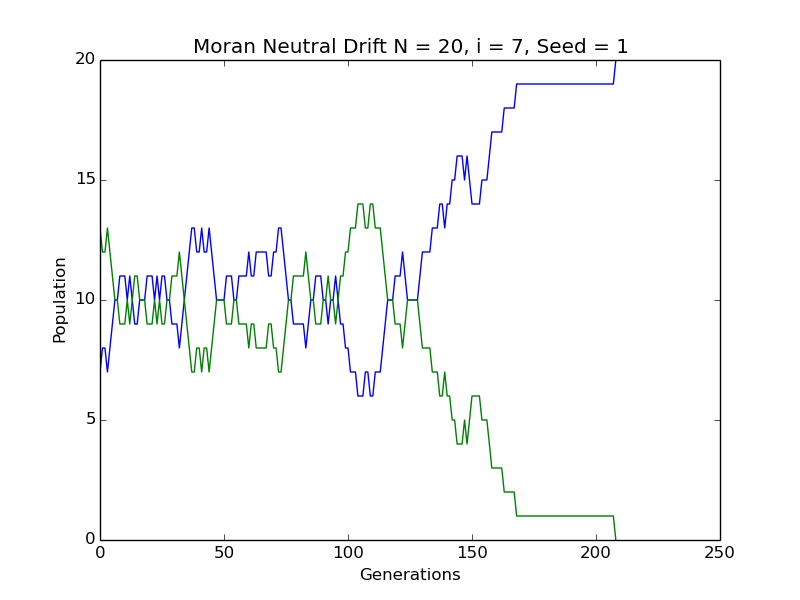 Moran Neutral Drift N = 20, i = 7, Seed = 1
20
15
10
5
0
Population
0 50 100 150 200 250
Generations